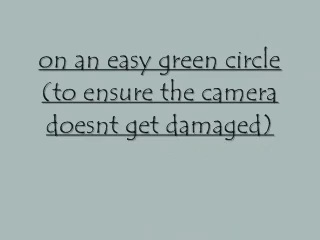 on an easy green circle
(to ensure the camera
doesnt get damaged)